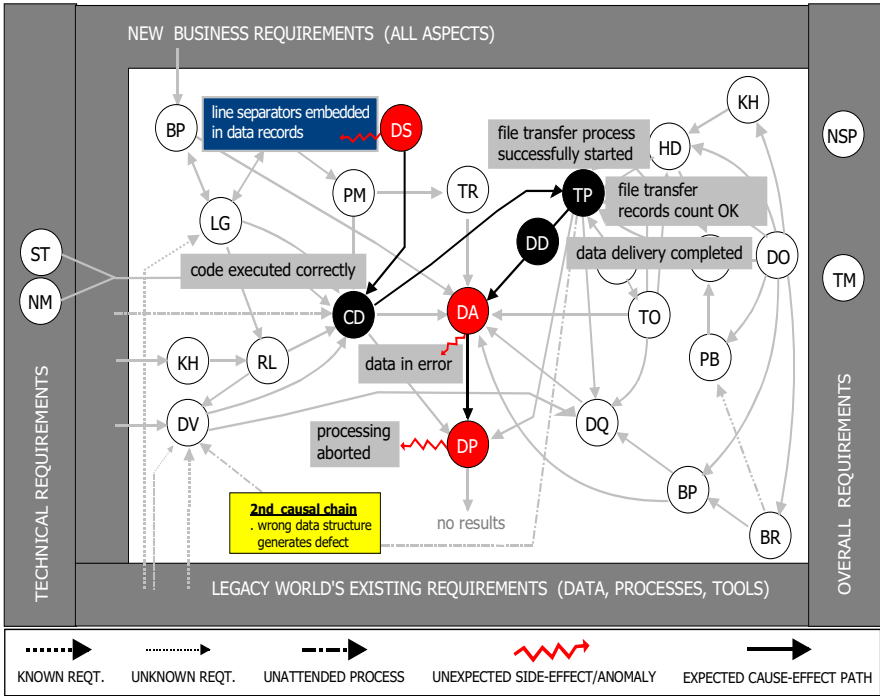 NEW BUSINESS REQUIREMENTS (ALL ASPECTS)
TECHNICAL REQUIREMENTS
OVERALL REQUIREMENTS
BP
line separators embedded
in data records
DS
KH
NSP
file transfer process
successfully started
HD
PM
TR
TP
file transfer
records count OK
LG
DD
data delivery completed
DO
ST
code executed correctly
TM
NM
CD
DA
TO
KH
RL
data in error
PB
DV
processing
aborted
DP
DQ
BP
2nd causal chain
. wrong data structure
generates defect
no results
BR
LEGACY WORLD'S EXISTING REQUIREMENTS (DATA, PROCESSES, TOOLS)
KNOWN REQT.
UNKNOWN REQT.
UNATTENDED PROCESS
UNEXPECTED SIDE-EFFECT/ANOMALY
EXPECTED CAUSE-EFFECT PATH